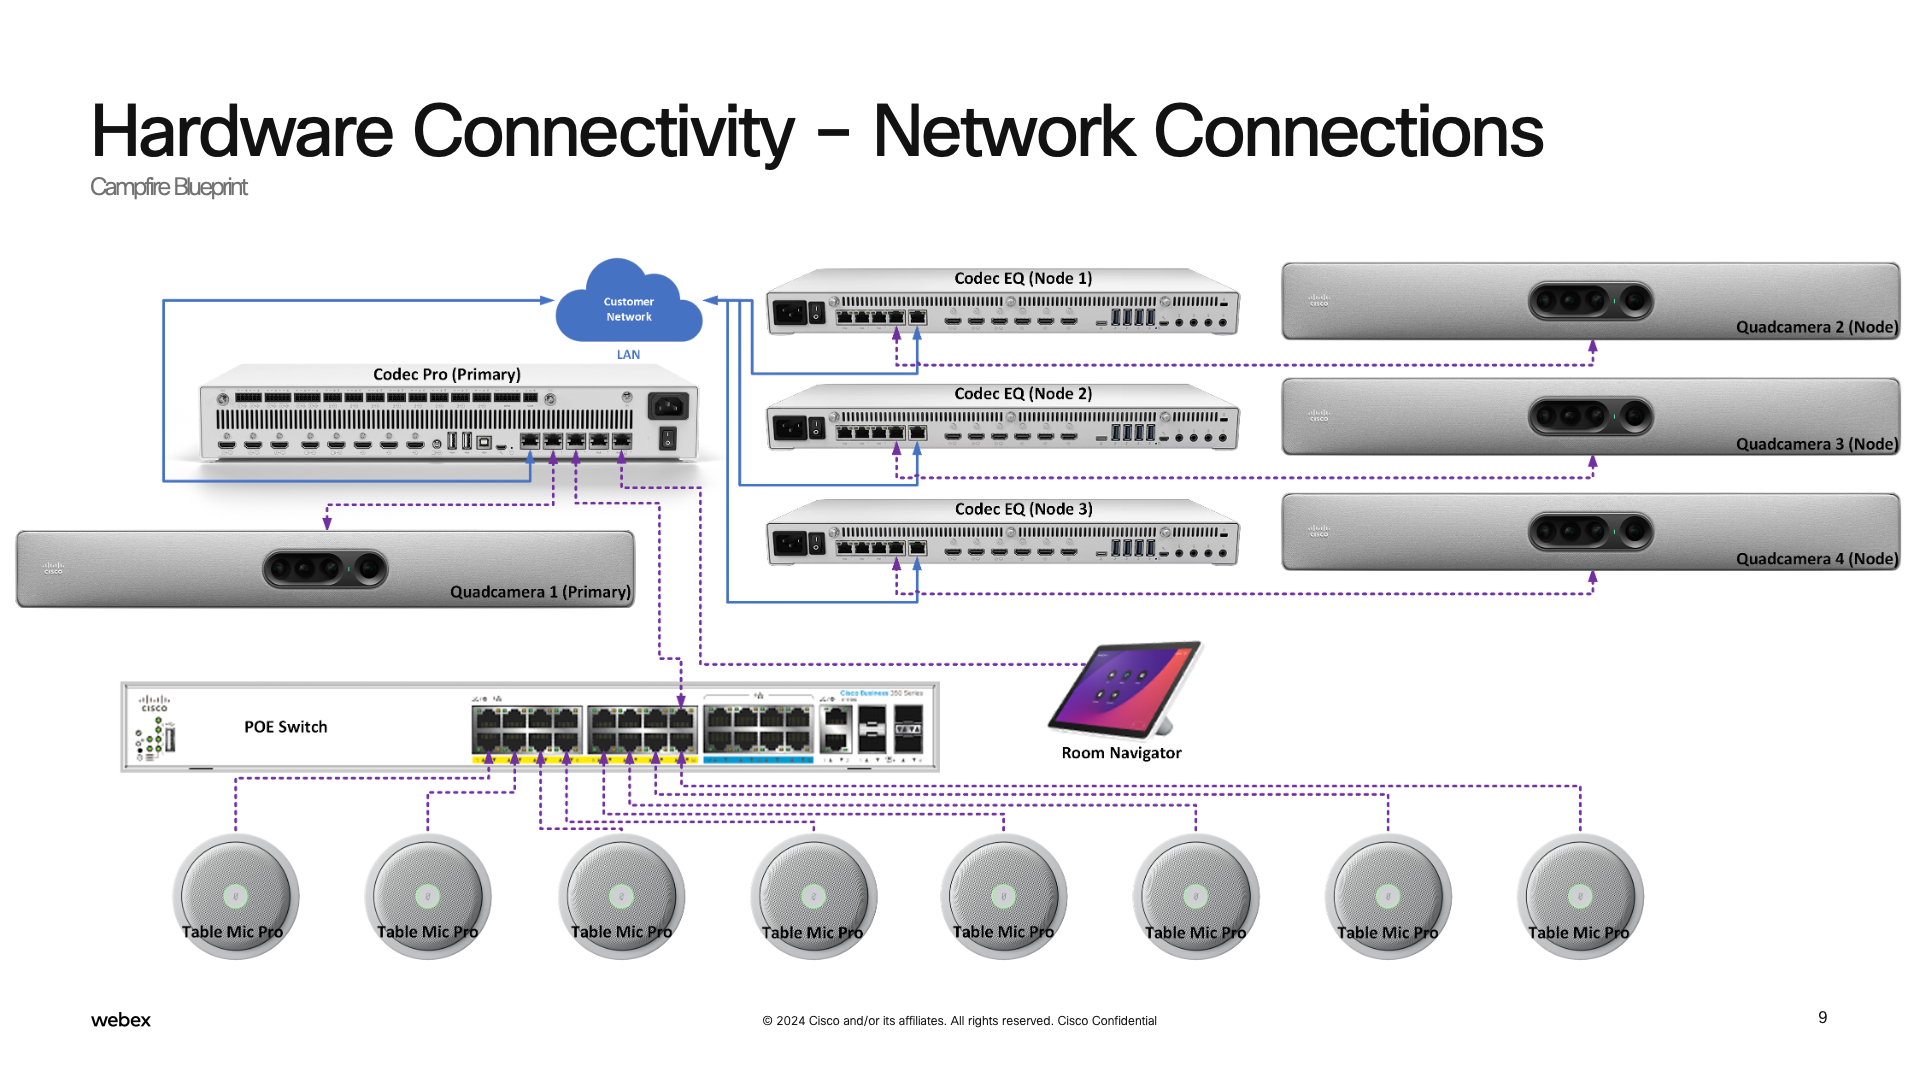 Hardware Connectivity – Network Connections
Campfire Blueprint
Customer
Network
LAN
Codec Pro (Primary)
Codec EQ (Node 1)
Quadcamera 2 (Node)
Codec EQ (Node 2)
Quadcamera 3 (Node)
Codec EQ (Node 3)
Quadcamera 4 (Node)
Quadcamera 1 (Primary)
CISCO
CISCO
CISCO
CISCO
CISCO
POE Switch
Cisco Business 350 Series
Room Navigator
Table Mic Pro
Table Mic Pro
Table Mic Pro
Table Mic Pro
Table Mic Pro
Table Mic Pro
Table Mic Pro
Table Mic Pro
webex
© 2024 Cisco and/or its affiliates. All rights reserved. Cisco Confidential
9